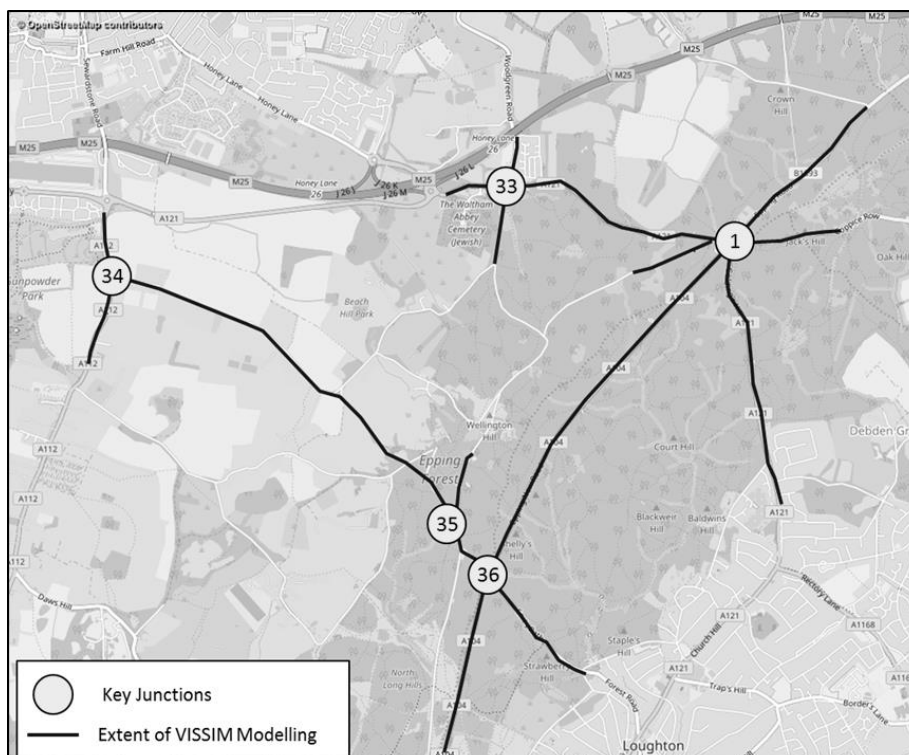 © OpenStreetMap contributors
M25
M25
Farm Hill Road
Sewardstone Road
Honey Lane
Woodgreen Road
M25
Honey Lane
Crown
Hill
M25
Honey Lane
26
M25
M25
Honey Lane
26
J 26 K
J 26 L
M25
J 26 M
B1393
33
The Waltham
Abbey
Cemetery
(Jewish)
A121
1
Jack's Hill
Oak Hill
34
A112
Beach
Hill Park
A104
A121
A112
A104
Wellington
Hill
A104
Court Hill
A121
Debden Gr
A112
Epping
Forest
Blackweir
Hill
Baldwins
Hill
A121
35
A112
36
Rectory Lane
Daws Hill
A104
Staple's
Hill
Church Hill
A1168
North
Long Hills
Strawberry
Hill
A121
Forest Road
Trap's Hill
Border's Lane
Loughton
Key Junctions
Extent of VISSIM Modelling